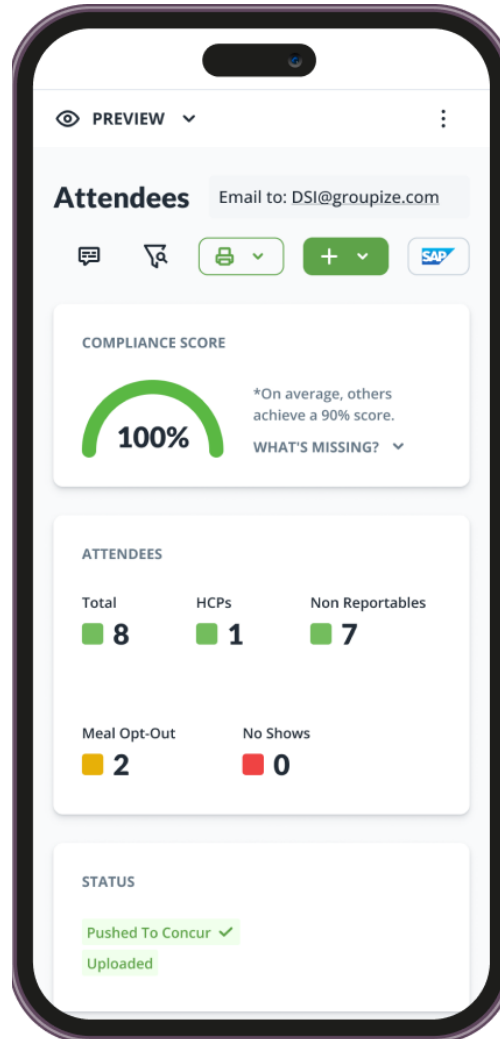 PREVIEW
Attendees
Email to: DSI@groupize.com
SAP
COMPLIANCE SCORE
100%
*On average, others
achieve a 90% score.
WHAT'S MISSING?
ATTENDEES
Total
HCPs
Non Reportables
8
1
7
Meal Opt-Out
No Shows
2
0
STATUS
Pushed To Concur
Uploaded